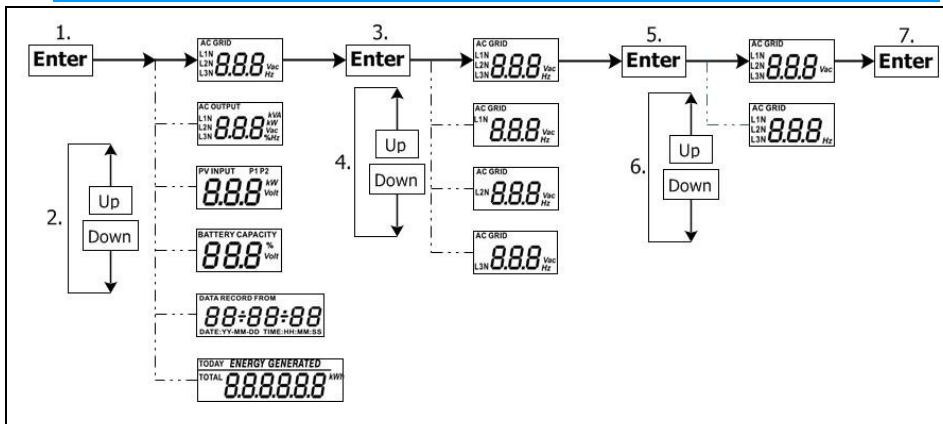 1.
Enter
AC GRID
L1N
L2N
L3N
8.8.8 Vac
Hz
AC OUTPUT
L1N
L2N
L3N
8.8.8 kVA
kW
Vac
%Hz
PV INPUT P1 P2
8.8.8 kW
Volt
BATTERY CAPACITY
88.8 %
Volt
DATA RECORD FROM
88÷88÷88
DATE:YY-MM-DD TIME:HH:MM:SS
TODAY ENERGY GENERATED
TOTAL 8.8.8.8.8.8 kWh
2.
Up
Down
3.
Enter
AC GRID
L1N
L2N
L3N
8.8.8 Vac
Hz
AC GRID
L1N
8.8.8 Vac
Hz
AC GRID
L2N 8.8.8 Vac
Hz
AC GRID
L3N 8.8.8 Vac
Hz
4.
Up
Down
5.
Enter
AC GRID
L1N
L2N
L3N
8.8.8 Vac
AC GRID
L1N
L2N
L3N
8.8.8 Hz
6.
Up
Down
7.
Enter